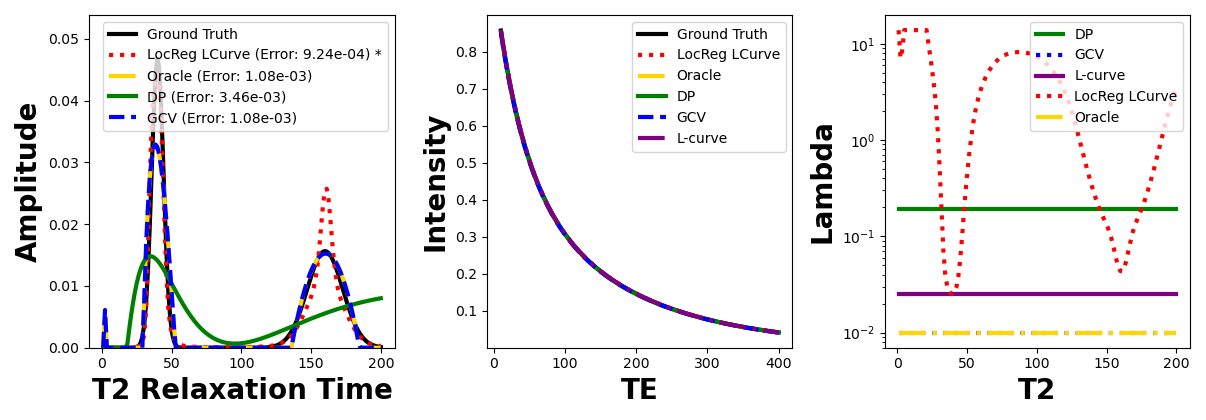 Amplitude
0.05
0.04
0.03
0.02
0.01
0.00
0
50
100
150
200
T2 Relaxation Time
Ground Truth
LocReg LCurve (Error: 9.24e-04) *
Oracle (Error: 1.08e-03)
DP (Error: 3.46e-03)
GCV (Error: 1.08e-03)
Intensity
0.8
0.7
0.6
0.5
0.4
0.3
0.2
0.1
0
100
200
300
400
TE
Ground Truth
LocReg LCurve
Oracle
DP
GCV
L-curve
Lambda
10¹
10⁰
10⁻¹
10⁻²
0
50
100
150
200
T2
DP
GCV
L-curve
LocReg LCurve
Oracle